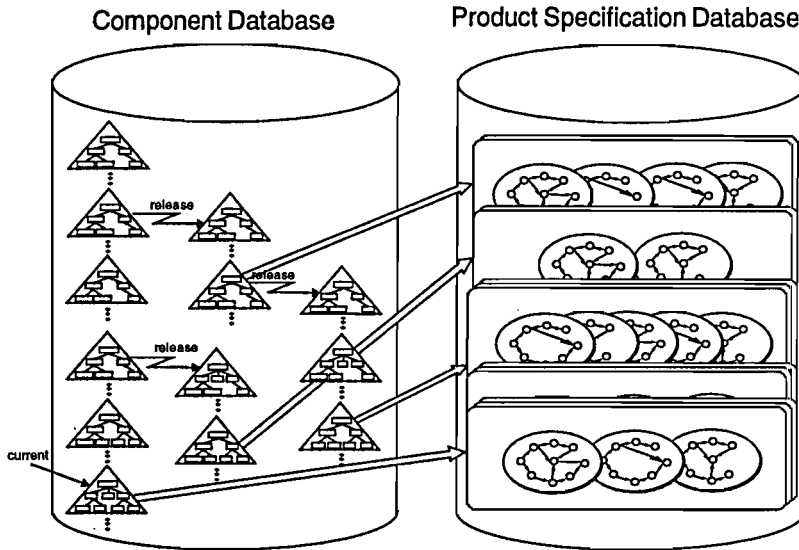 Component Database
Product Specification Database
release
release
release
current